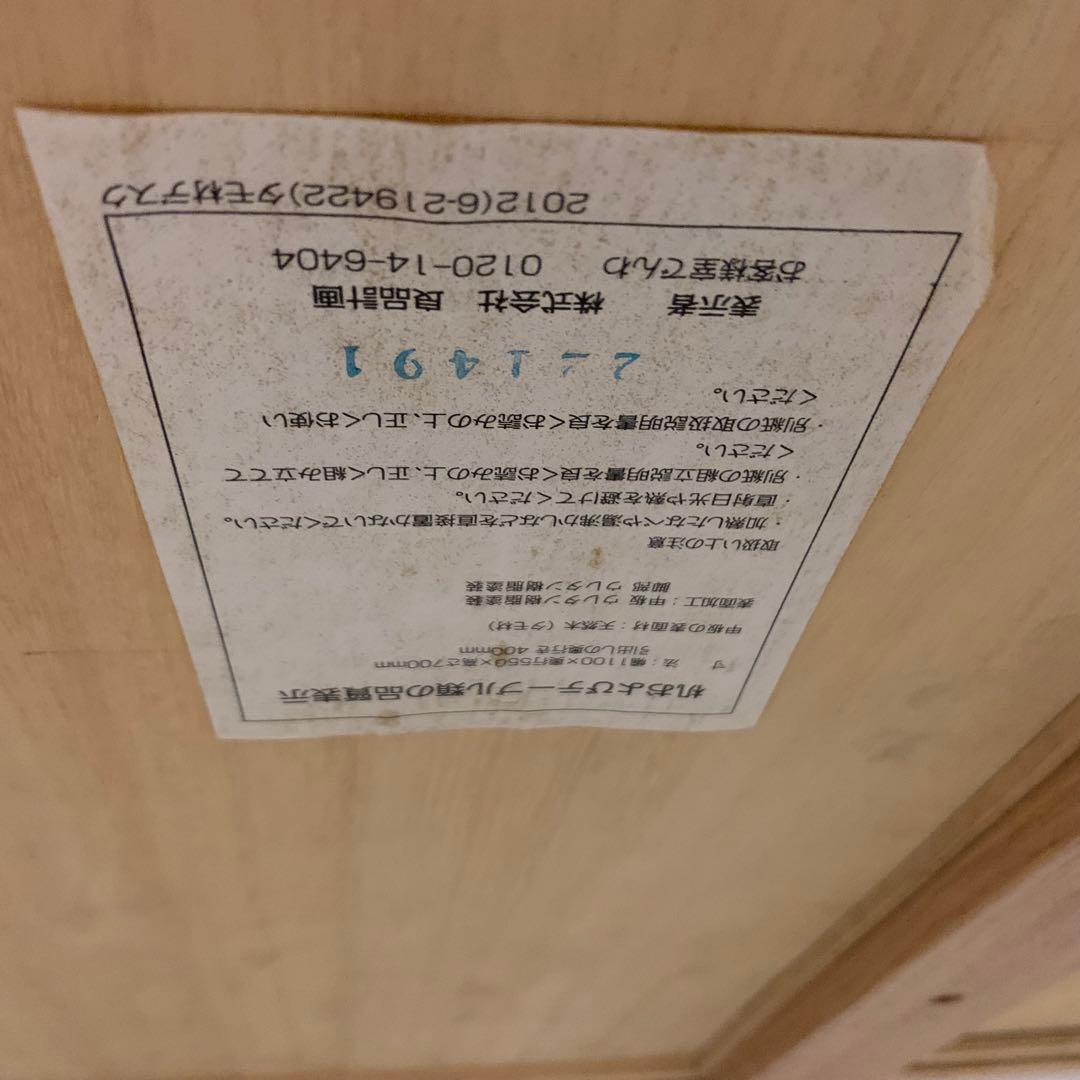 机およびテーブル類の品質表示
寸　法：幅1100×奥行550×高さ700mm
引出しの奥行き 400mm
甲板の表面材：天然木（タモ材）
表面加工：甲板 ウレタン樹脂塗装
脚部 ウレタン樹脂塗装
取扱い上の注意
・加熱したなべや湯沸かしなどを直接置かないでください。
・直射日光や熱を避けてください。
・別紙の組立説明書を良くお読みの上、正しく組み立てて
ください。
・別紙の取扱説明書を良くお読みの上、正しくお使い
ください。
表示者　株式会社　良品計画
お客様室でんわ　0120-14-6404
2012(6-219422)タモ材デスク